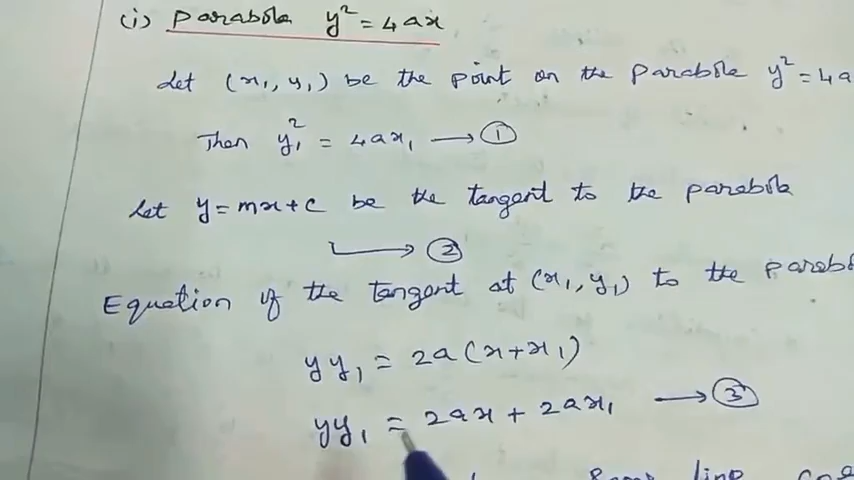 (i) Parabola y² = 4ax
Let (x₁, y₁) be the point on the Parabola y² = 4a
Then y₁² = 4ax₁ → ①
Let y = mx + c be the tangent to the parabola
→ ②
Equation of the tangent at (x₁, y₁) to the parab
yy₁ = 2a (x + x₁)
yy₁ = 2ax + 2ax₁ → ③
line